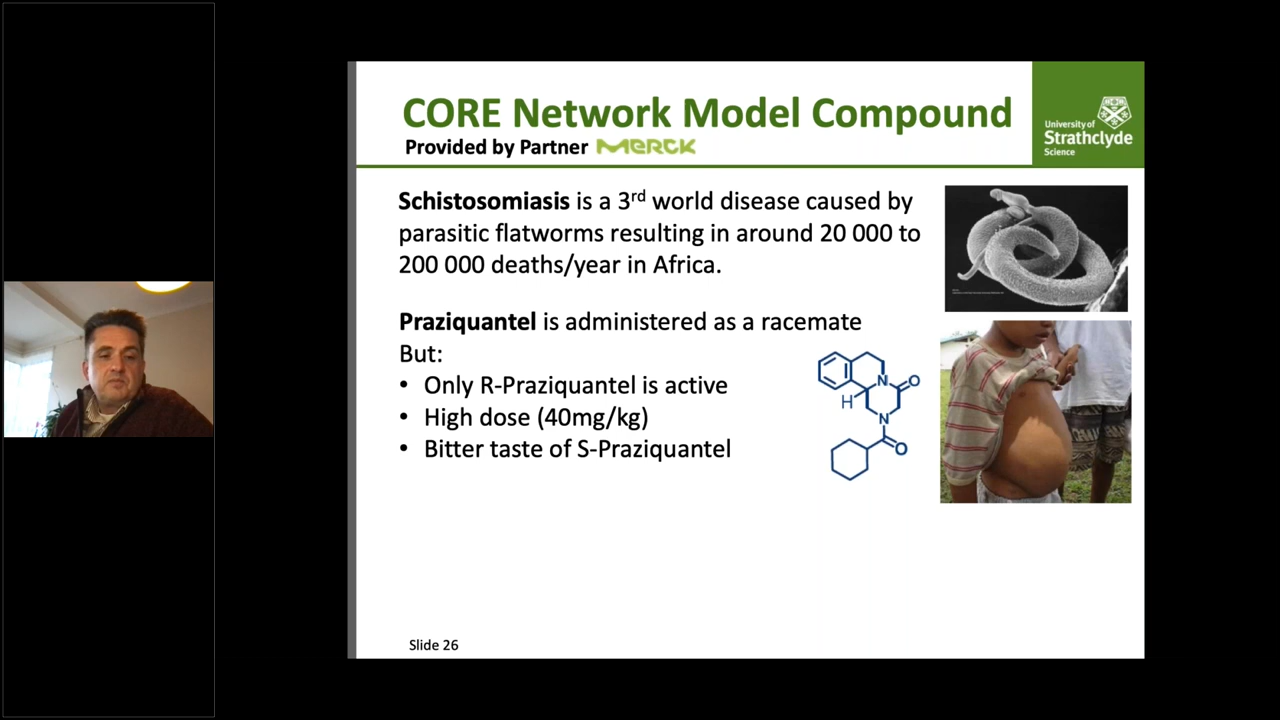 CORE Network Model Compound
Provided by Partner MERCK
University of
Strathclyde
Science
Schistosomiasis is a 3rd world disease caused by
parasitic flatworms resulting in around 20 000 to
200 000 deaths/year in Africa.
Praziquantel is administered as a racemate
But:
• Only R-Praziquantel is active
• High dose (40mg/kg)
• Bitter taste of S-Praziquantel
N
O
H
N
O
Slide 26